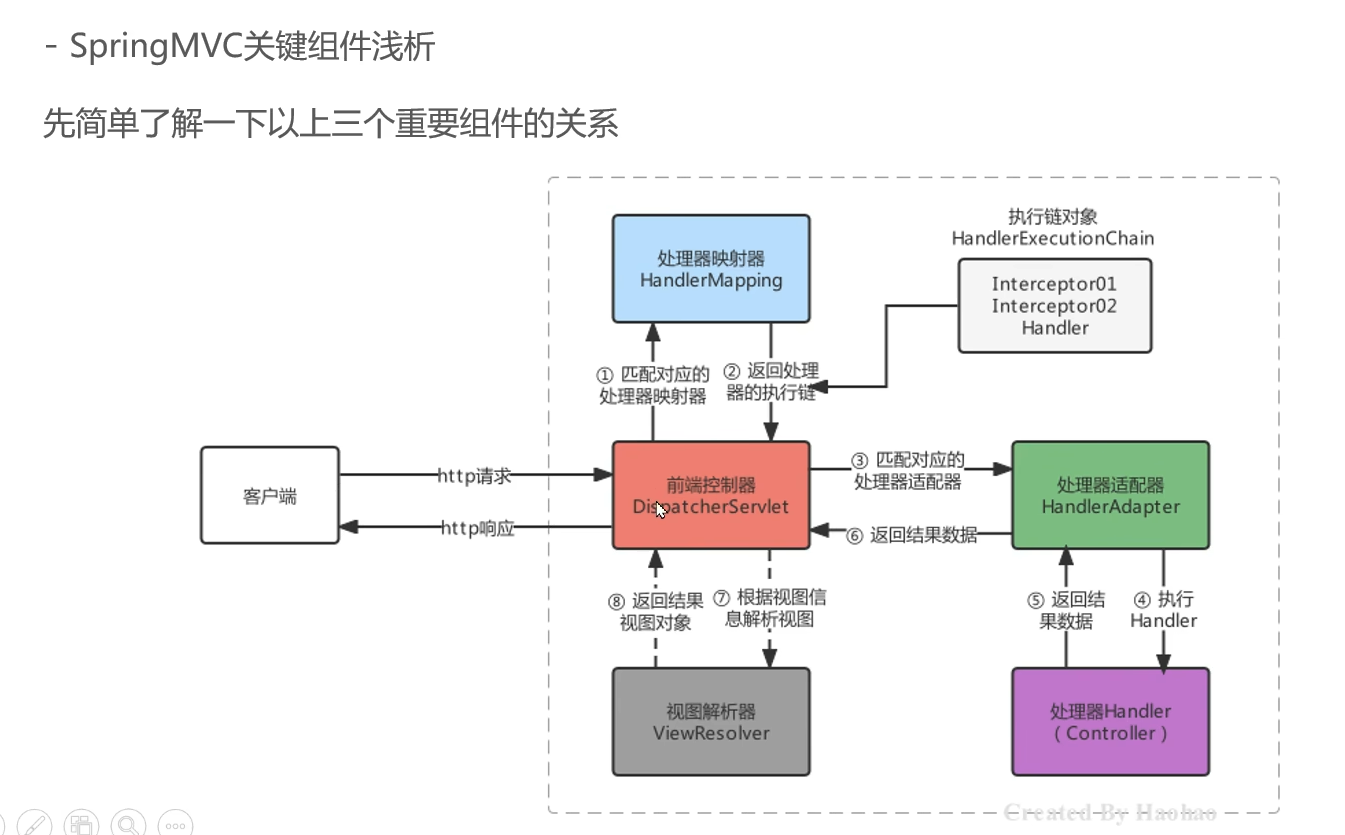 - SpringMVC关键组件浅析
先简单了解一下以上三个重要组件的关系
执行链对象
HandlerExecutionChain
处理器映射器
HandlerMapping
Interceptor01
Interceptor02
Handler
① 匹配对应的
处理器映射器
② 返回处理
器的执行链
客户端
http请求
http响应
前端控制器
DispatcherServlet
③ 匹配对应的
处理器适配器
⑥ 返回结果数据
处理器适配器
HandlerAdapter
⑧ 返回结果
视图对象
⑦ 根据视图信
息解析视图
⑤ 返回结
果数据
④ 执行
Handler
视图解析器
ViewResolver
处理器Handler
(Controller)
Created By Haohao